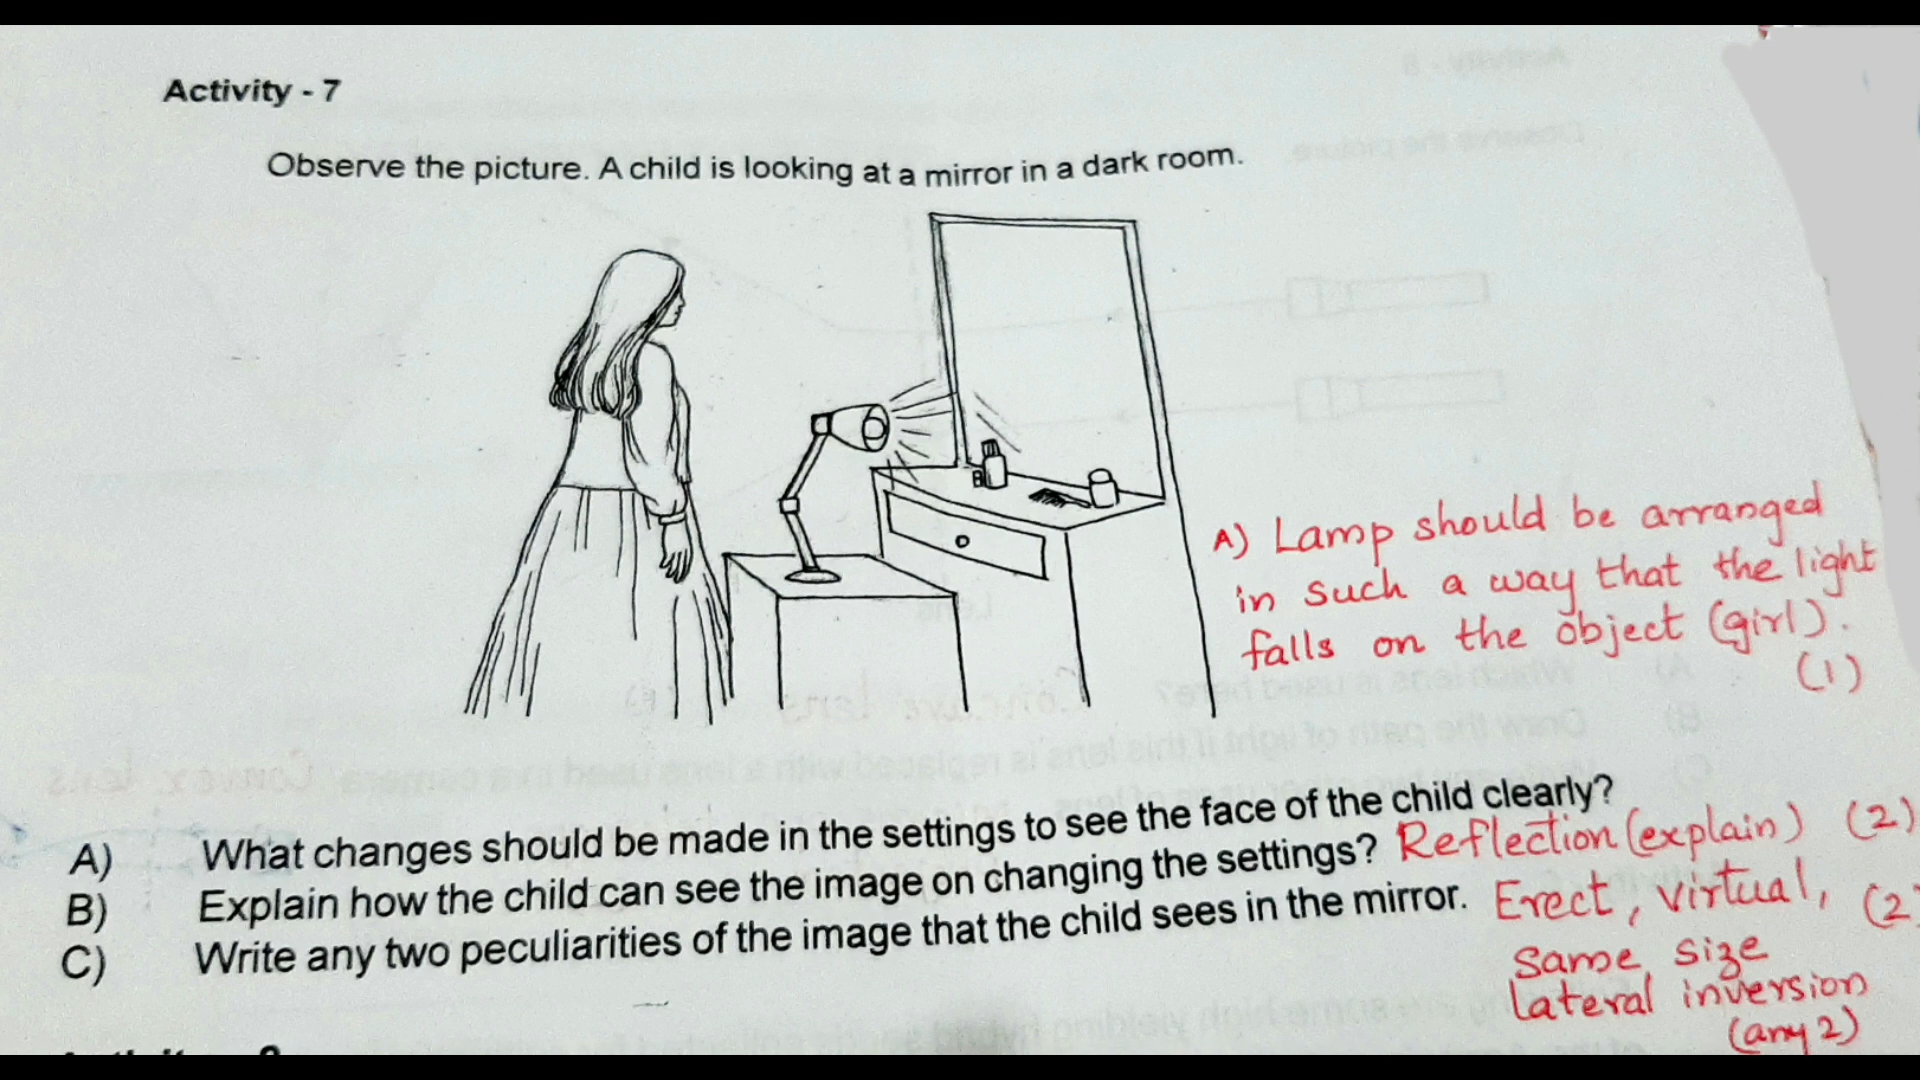 Activity - 7
Observe the picture. A child is looking at a mirror in a dark room.
A) Lamp should be arranged
in such a way that the light
falls on the object (girl).
(1)
A) What changes should be made in the settings to see the face of the child clearly?
B) Explain how the child can see the image on changing the settings? Reflection (explain) (2)
C) Write any two peculiarities of the image that the child sees in the mirror. Erect, virtual, (2)
Same size
lateral inversion
(any 2)